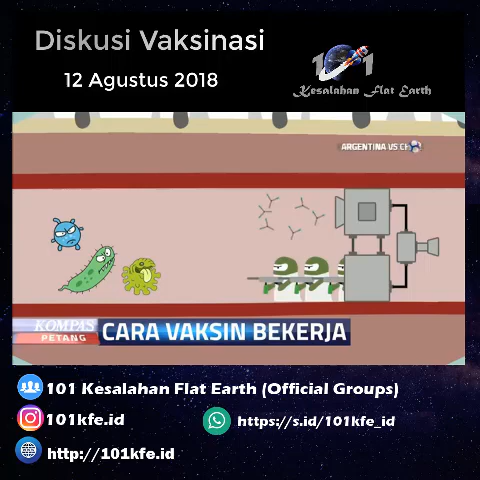 Diskusi Vaksinasi
12 Agustus 2018
101
Kesalahan Flat Earth
ARGENTINA VS
KOMPAS
PETANG
CARA VAKSIN BEKERJA
101 Kesalahan Flat Earth (Official Groups)
101kfe.id
https://s.id/101kfe_id
http://101kfe.id